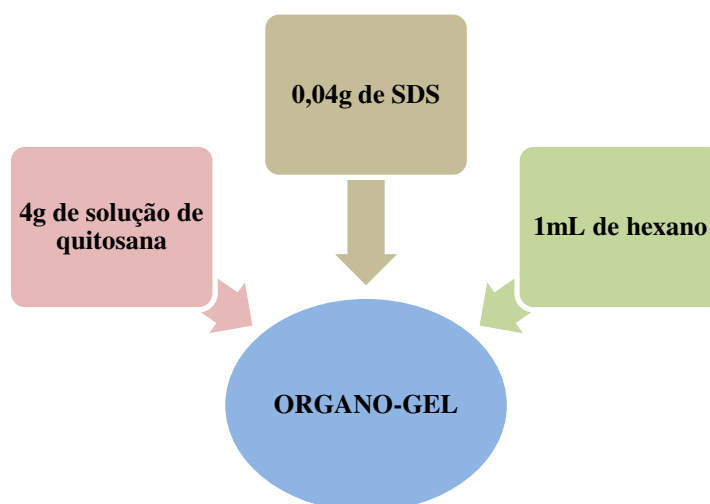 0,04g de SDS
4g de solução de
quitosana
1mL de hexano
ORGANO-GEL